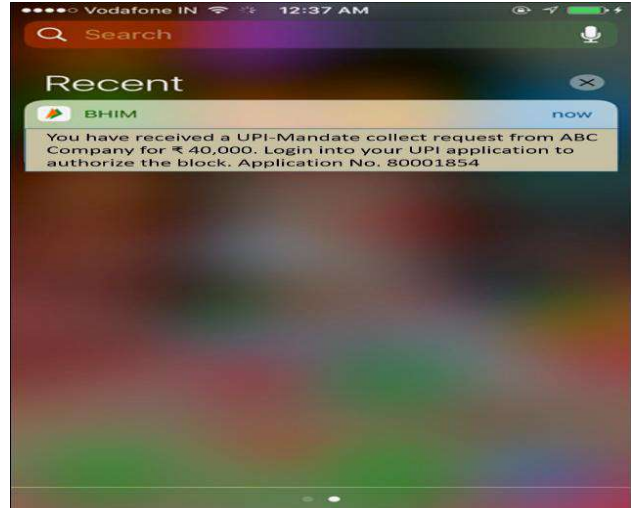 Vodafone IN 12:37 AM
Search
Recent
BHIM now
You have received a UPI-Mandate collect request from ABC
Company for ₹ 40,000. Login into your UPI application to
authorize the block. Application No. 80001854